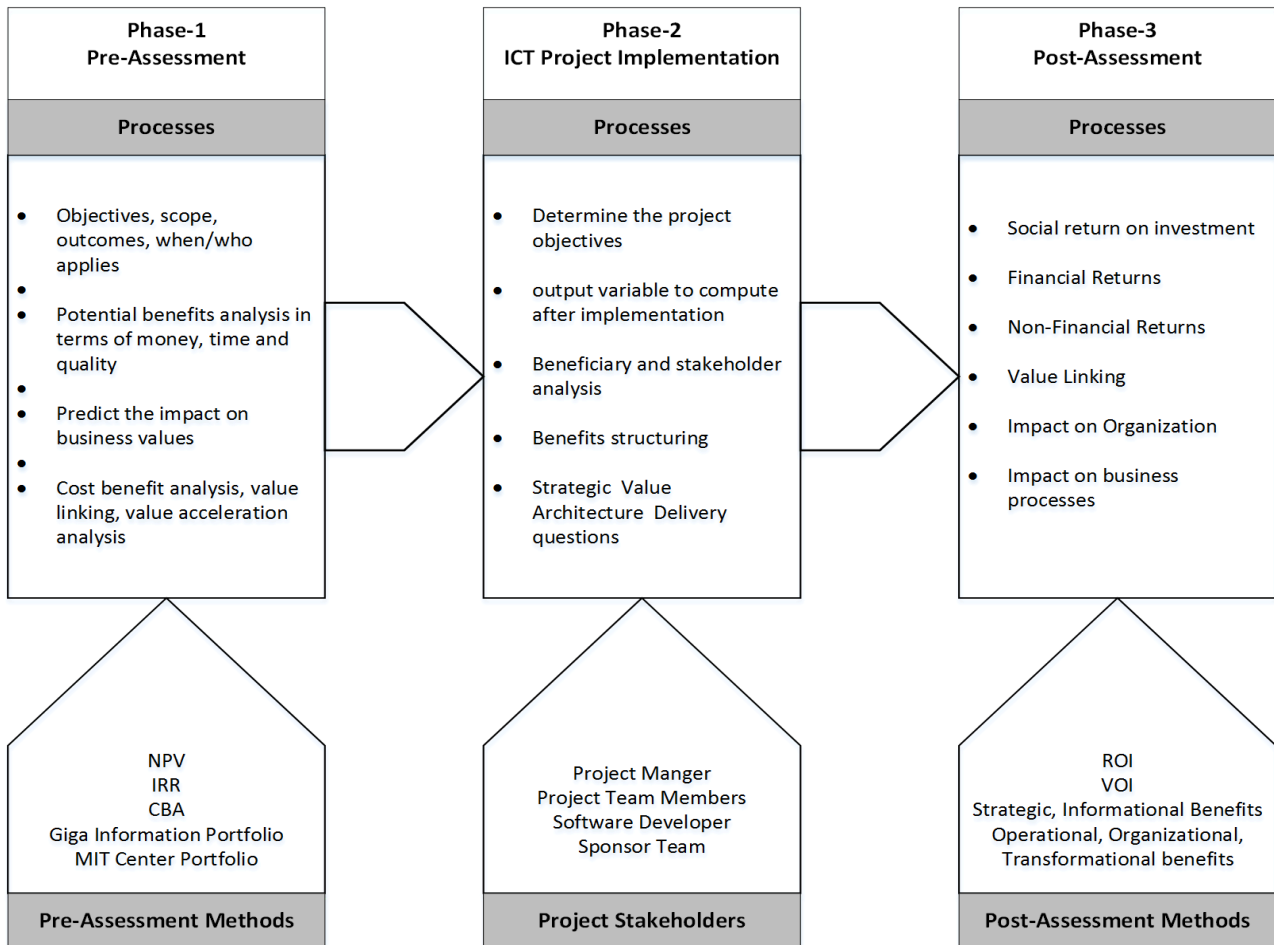 Phase-1
Pre-Assessment
Processes
• Objectives, scope,
outcomes, when/who
applies
•
• Potential benefits analysis in
terms of money, time and
quality
•
• Predict the impact on
business values
•
• Cost benefit analysis, value
linking, value acceleration
analysis
NPV
IRR
CBA
Giga Information Portfolio
MIT Center Portfolio
Pre-Assessment Methods
Phase-2
ICT Project Implementation
Processes
• Determine the project
objectives
• output variable to compute
after implementation
• Beneficiary and stakeholder
analysis
• Benefits structuring
• Strategic Value
Architecture Delivery
questions
Project Manger
Project Team Members
Software Developer
Sponsor Team
Project Stakeholders
Phase-3
Post-Assessment
Processes
• Social return on investment
• Financial Returns
• Non-Financial Returns
• Value Linking
• Impact on Organization
• Impact on business
processes
ROI
VOI
Strategic, Informational Benefits
Operational, Organizational,
Transformational benefits
Post-Assessment Methods